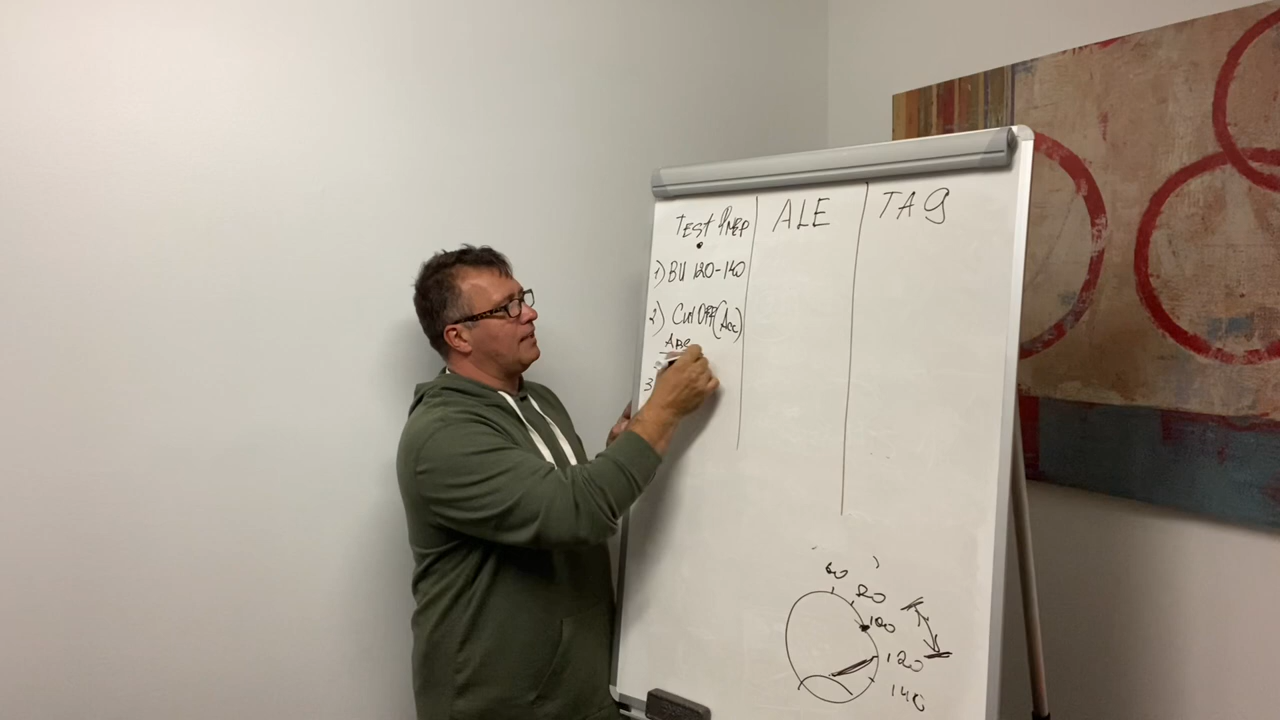 TEST PREP
ALE
TAG
1) BU 120-140
2) Cut OFF (Acc)
3
60
80
100
120
140